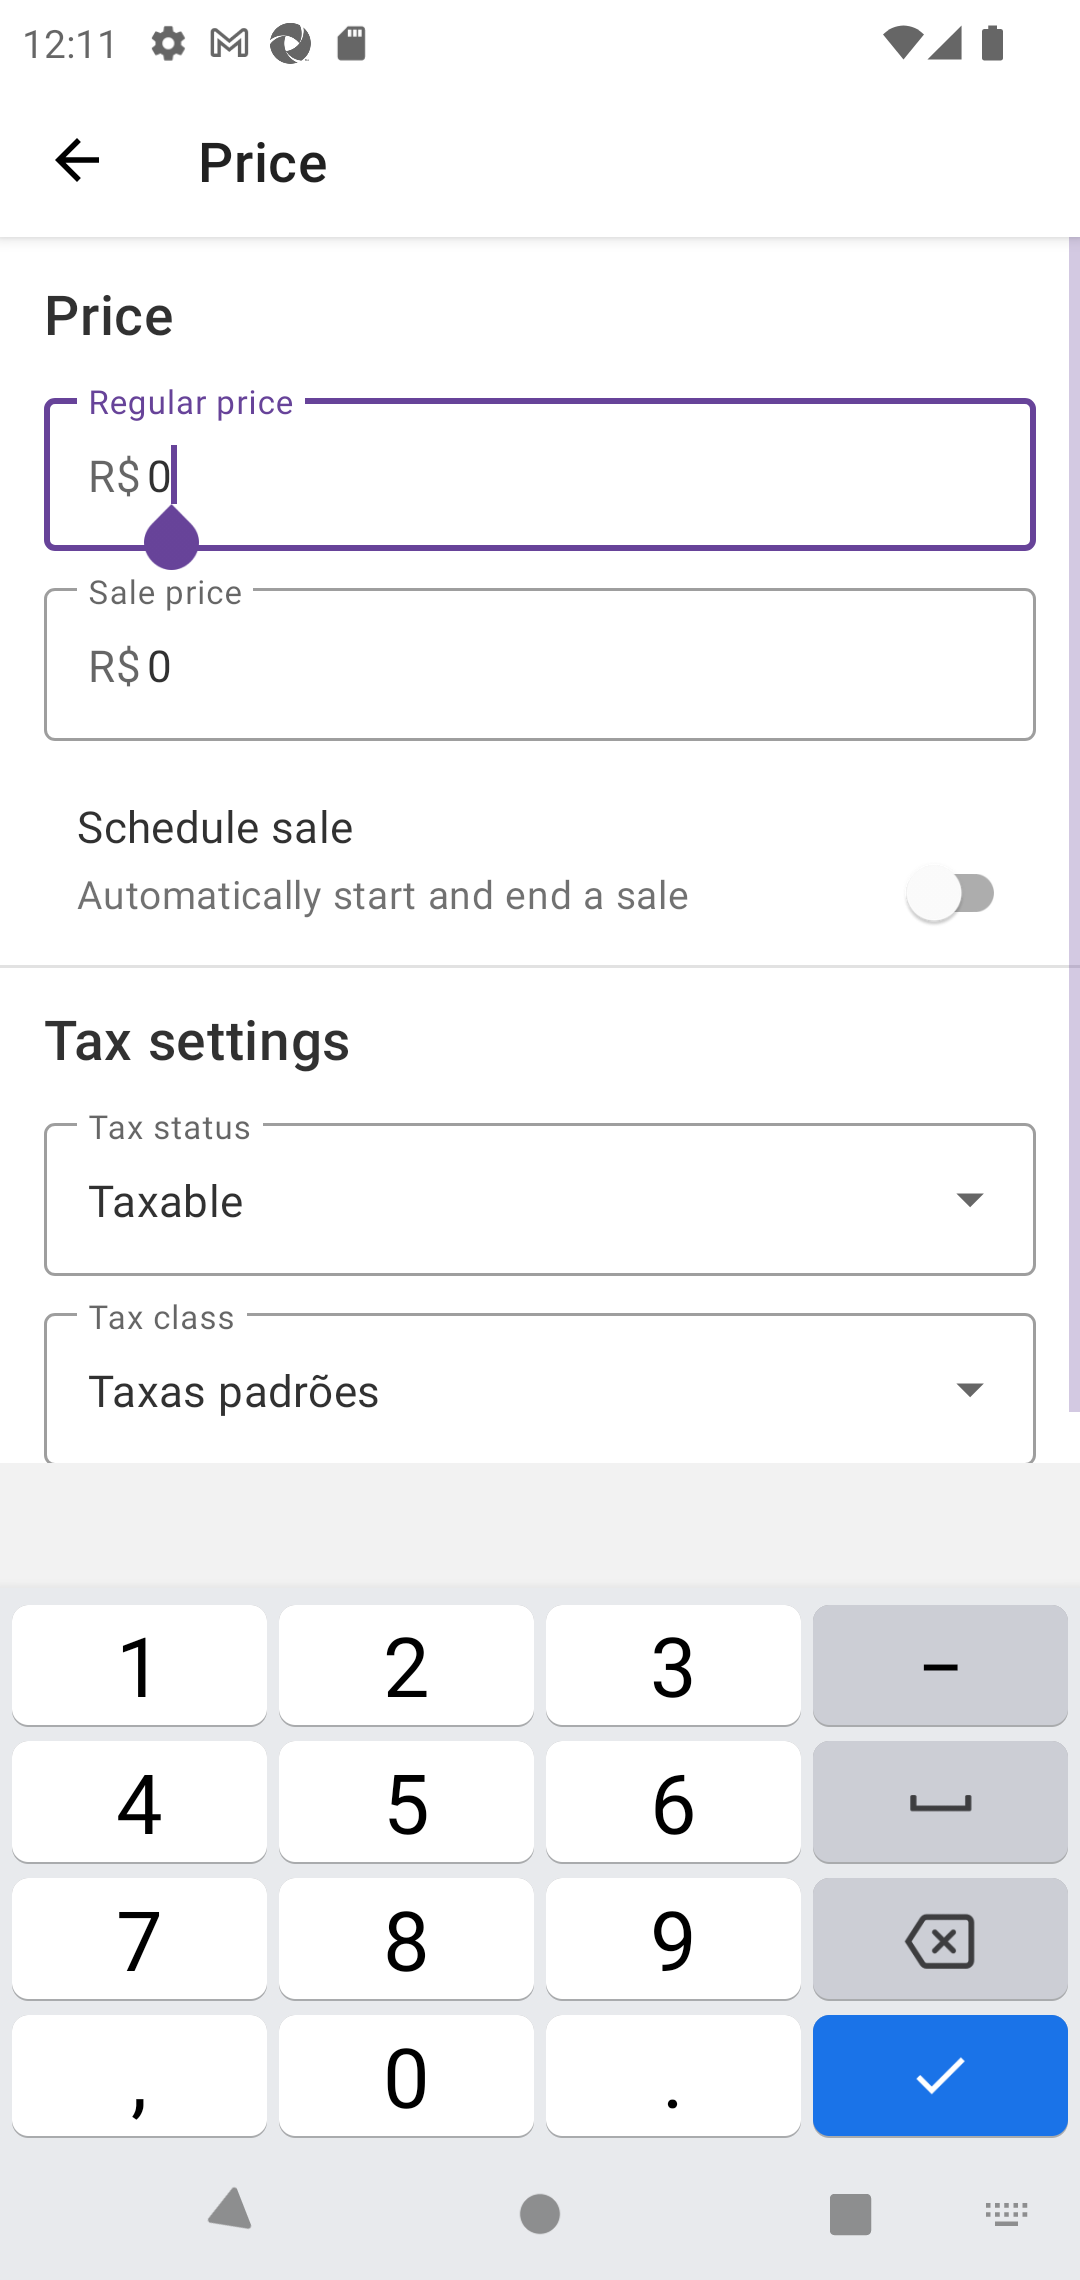 12:11
Price
Price
Regular price
R$ 0
Sale price
R$ 0
Schedule sale
Automatically start and end a sale
Tax settings
Tax status
Taxable
Tax class
Taxas padrões
1 2 3 –
4 5 6
7 8 9
, 0 .